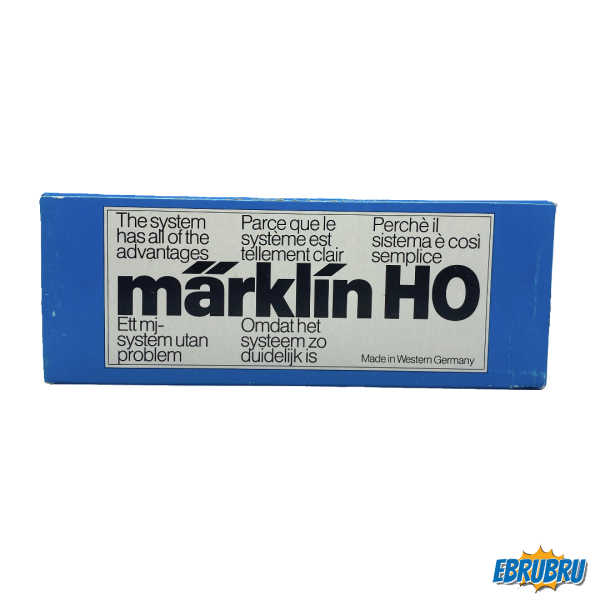 The system
has all of the
advantages
Parce que le
système est
tellement clair
Perchè il
sistema è così
semplice
märklin HO
Ett mj-
system utan
problem
Omdat het
systeem zo
duidelijk is
Made in Western Germany
EBRUBRU